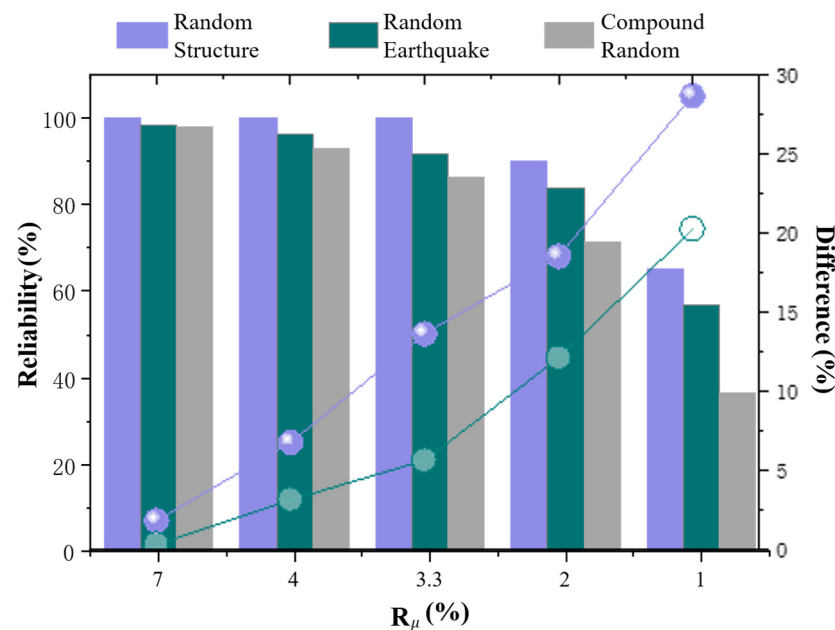 Random
Structure
Random
Earthquake
Compound
Random
100
80
60
40
20
0
Reliability(%)
30
25
20
15
10
5
0
Difference (%)
7 4 3.3 2 1
Rμ (%)